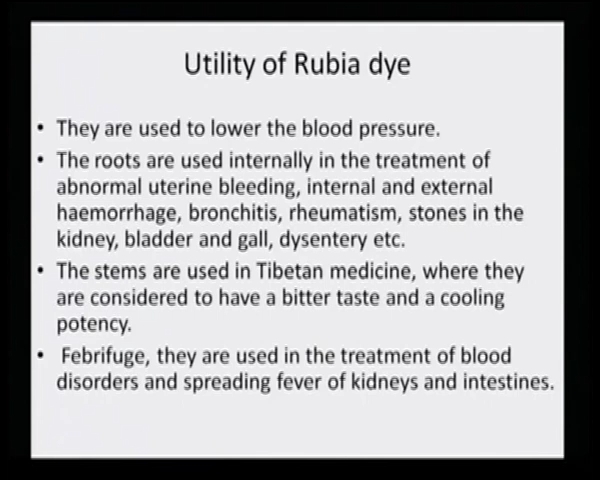 Utility of Rubia dye
• They are used to lower the blood pressure.
• The roots are used internally in the treatment of
abnormal uterine bleeding, internal and external
haemorrhage, bronchitis, rheumatism, stones in the
kidney, bladder and gall, dysentery etc.
• The stems are used in Tibetan medicine, where they
are considered to have a bitter taste and a cooling
potency.
• Febrifuge, they are used in the treatment of blood
disorders and spreading fever of kidneys and intestines.